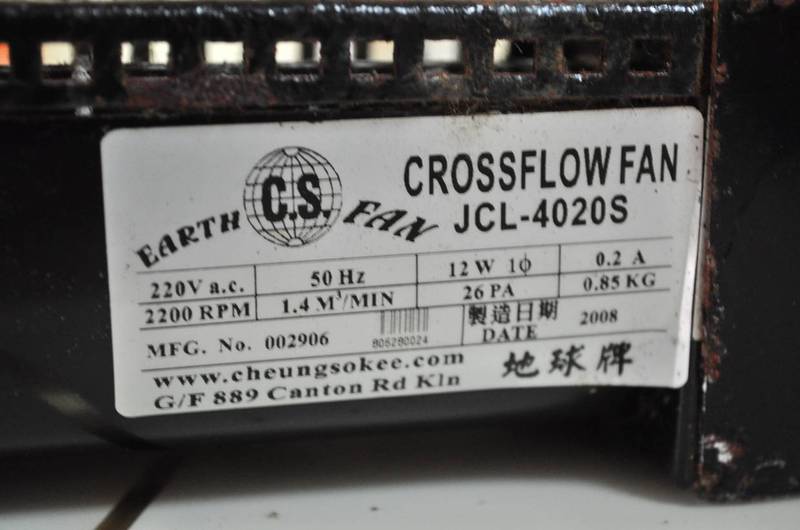 EARTH C.S. FAN
CROSSFLOW FAN
JCL-4020S
220V a.c. 50 Hz 12 W 1ϕ 0.2 A
2200 RPM 1.4 M³/MIN 26 PA 0.85 KG
MFG. No. 002906
805280024
製造日期
DATE
2008
www.cheungsokee.com
G/F 889 Canton Rd Kln
地球牌